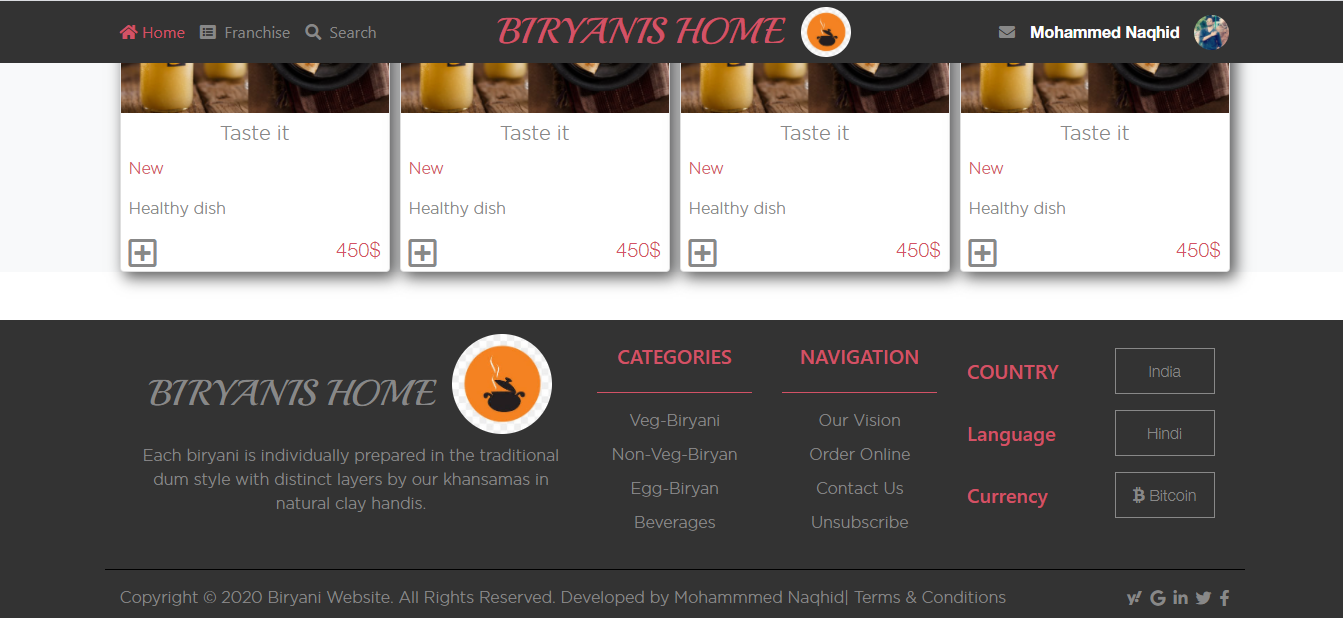 Home Franchise Search BIRYANIS HOME Mohammed Naqhid
Taste it Taste it Taste it Taste it
New New New New
Healthy dish Healthy dish Healthy dish Healthy dish
450$ 450$ 450$ 450$
BIRYANIS HOME
Each biryani is individually prepared in the traditional
dum style with distinct layers by our khansamas in
natural clay handis.
CATEGORIES
Veg-Biryani
Non-Veg-Biryan
Egg-Biryan
Beverages
NAVIGATION
Our Vision
Order Online
Contact Us
Unsubscribe
COUNTRY India
Language Hindi
Currency Bitcoin
Copyright © 2020 Biryani Website. All Rights Reserved. Developed by Mohammmed Naqhid| Terms & Conditions